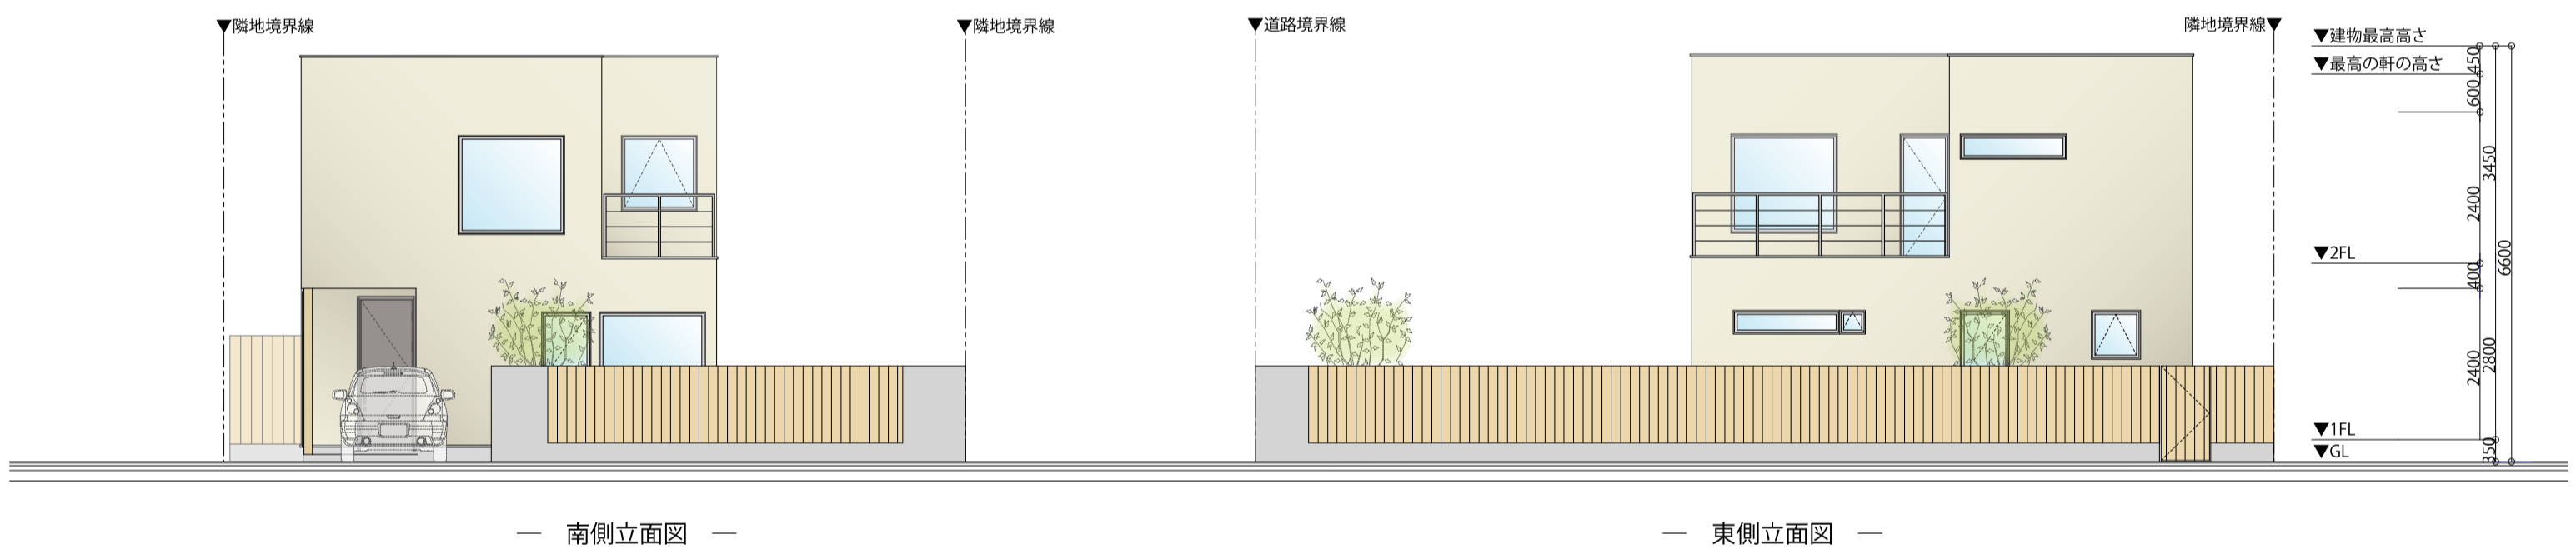 ▼隣地境界線
▼隣地境界線
▼道路境界線
隣地境界線▼
▼建物最高高さ
▼最高の軒の高さ
450
600
3450
2400
▼2FL
6600
400
2400
2800
▼1FL
350
▼GL
― 南側立面図 ―
― 東側立面図 ―